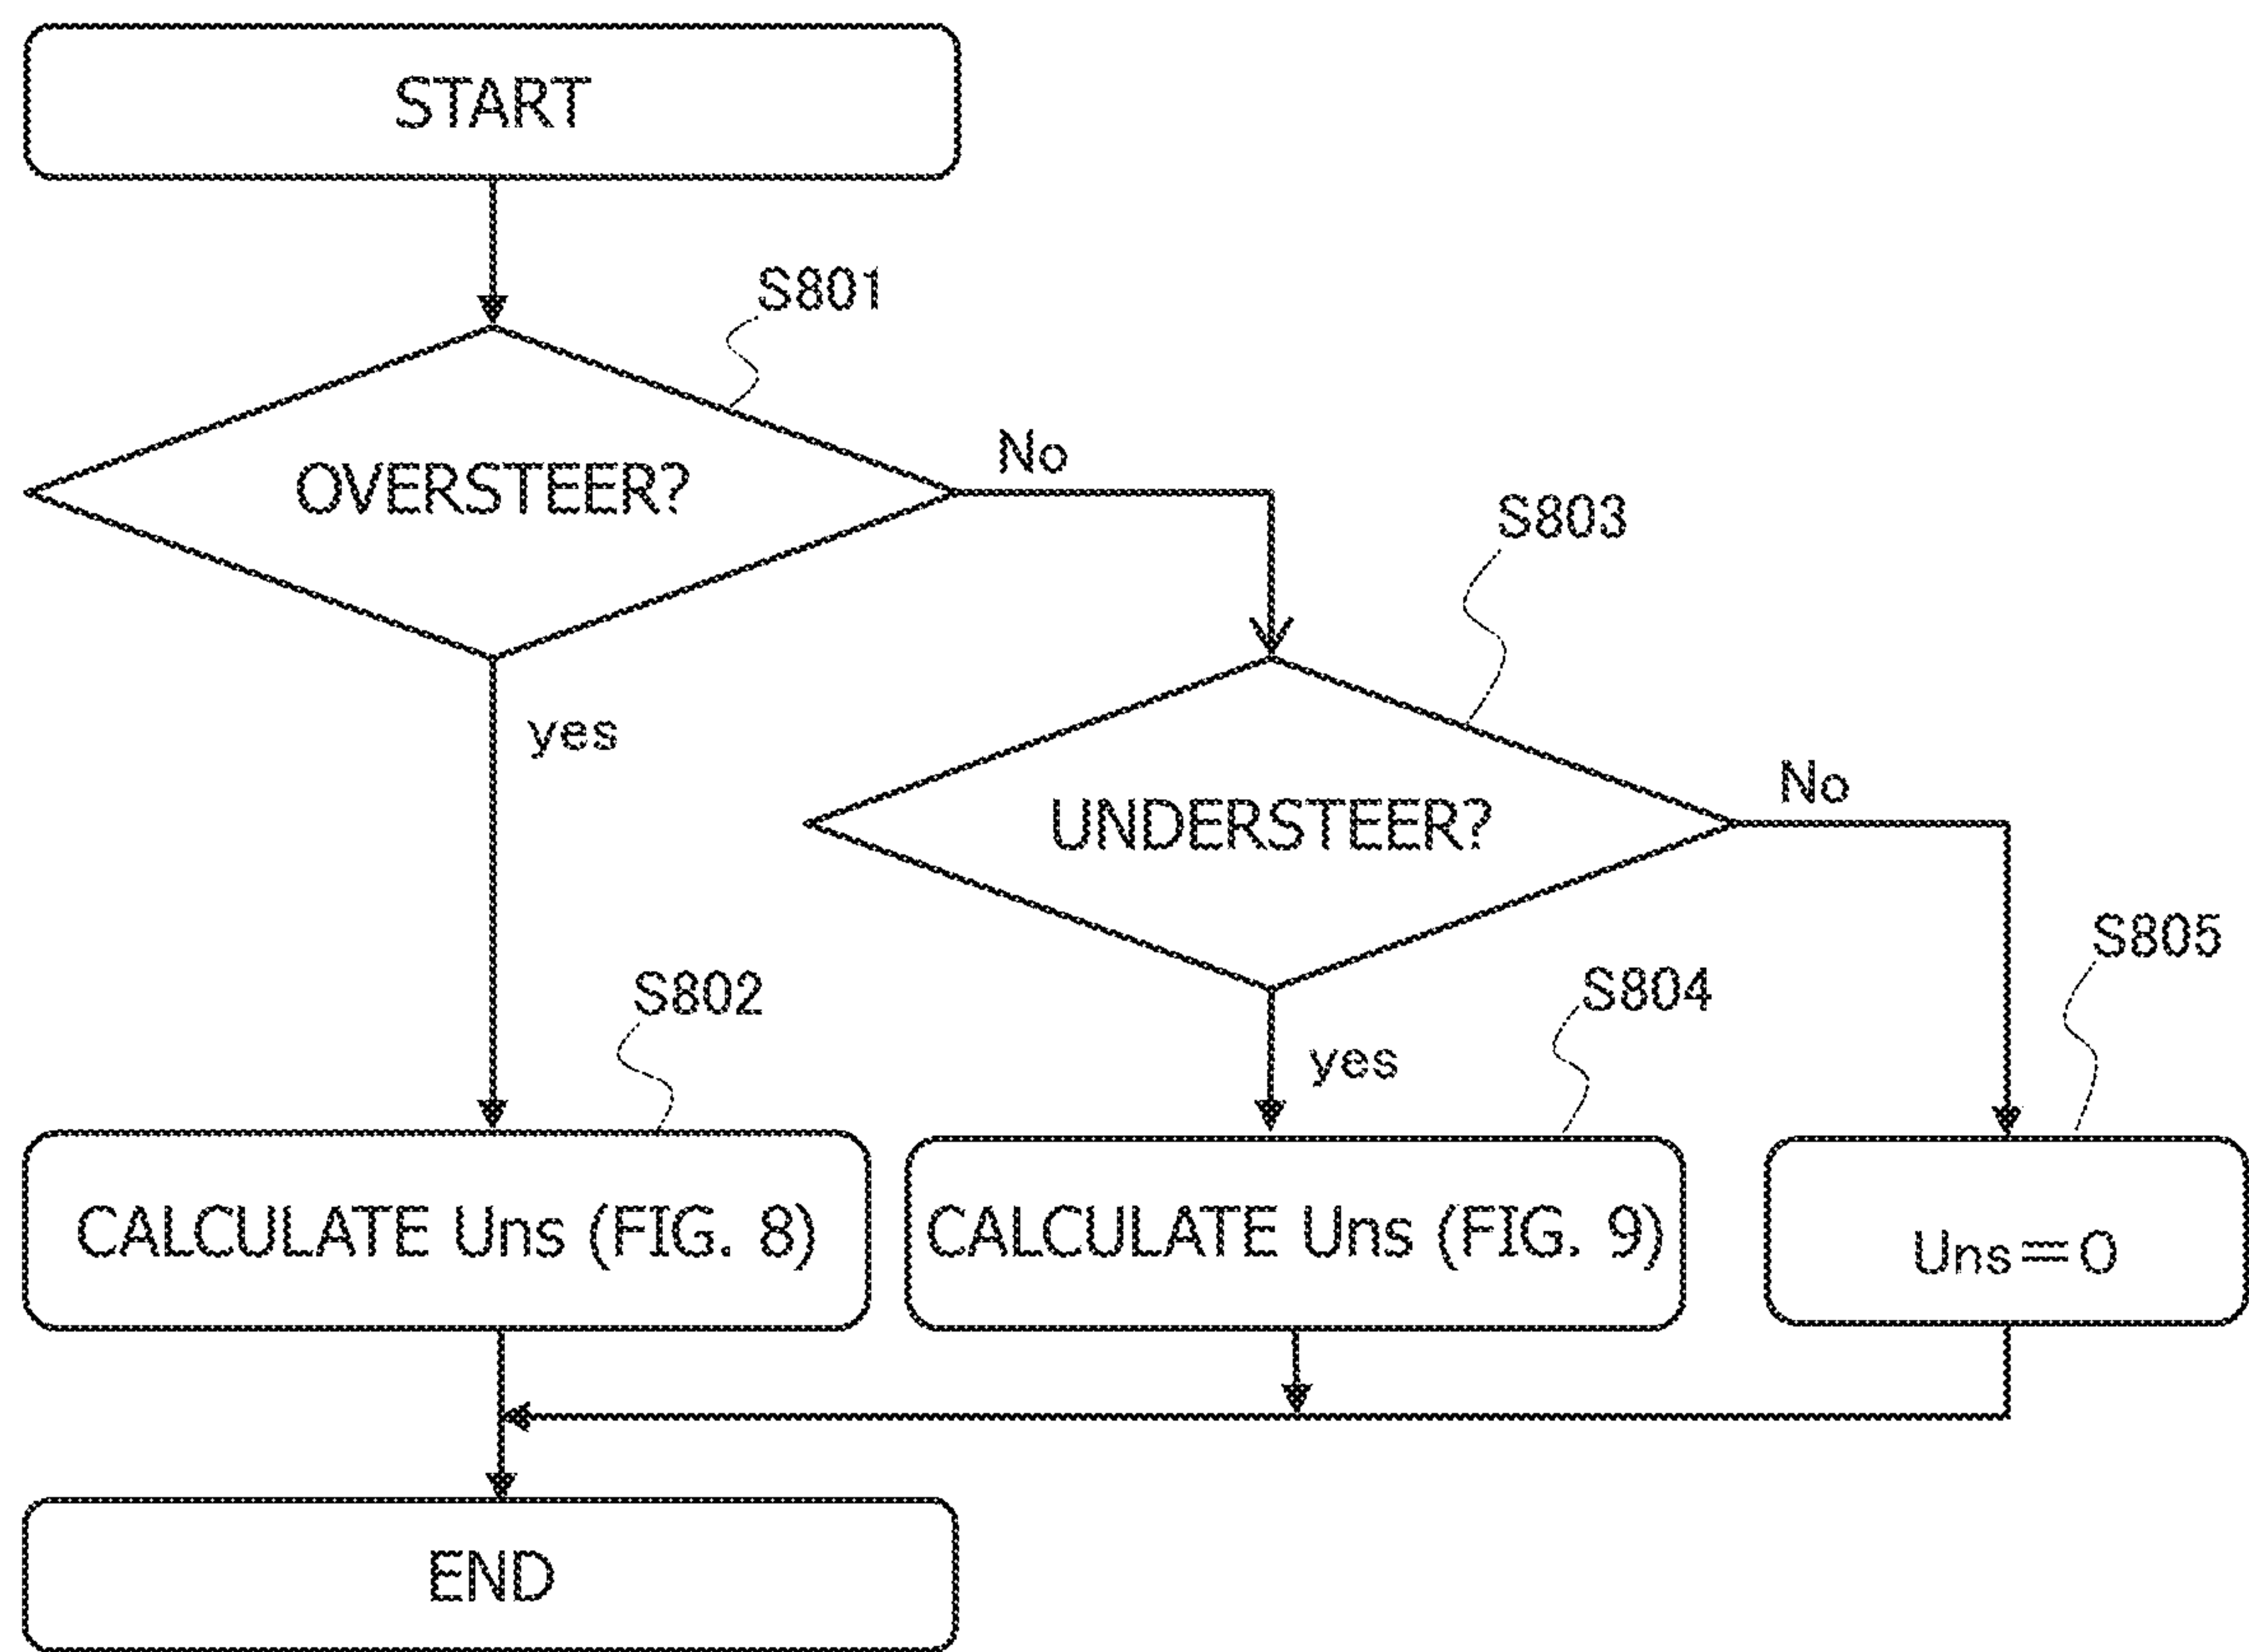 START
S801
OVERSTEER?
No
S803
yes
UNDERSTEER?
No
S802
yes
S804
S805
CALCULATE Uns (FIG. 8)
CALCULATE Uns (FIG. 9)
Uns=0
END